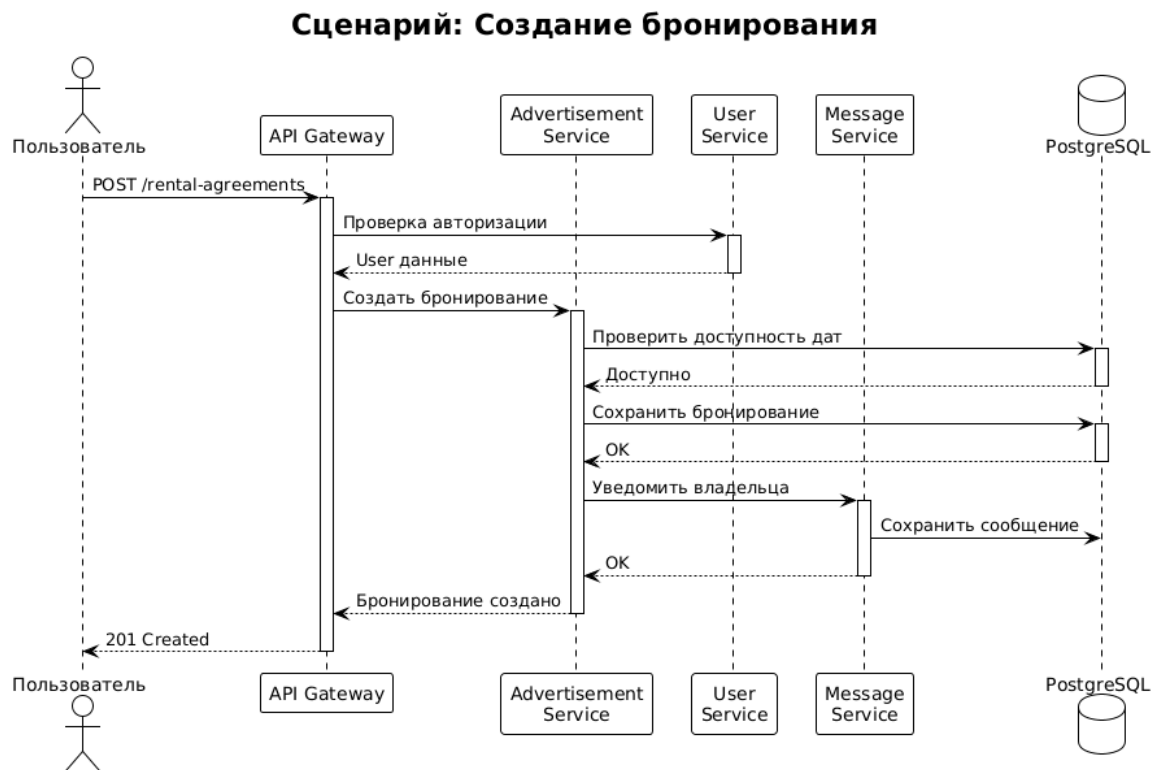 Сценарий: Создание бронирования
Пользователь
API Gateway
Advertisement
Service
User
Service
Message
Service
PostgreSQL
POST /rental-agreements
Проверка авторизации
User данные
Создать бронирование
Проверить доступность дат
Доступно
Сохранить бронирование
OK
Уведомить владельца
Сохранить сообщение
OK
Бронирование создано
201 Created
Пользователь
API Gateway
Advertisement
Service
User
Service
Message
Service
PostgreSQL